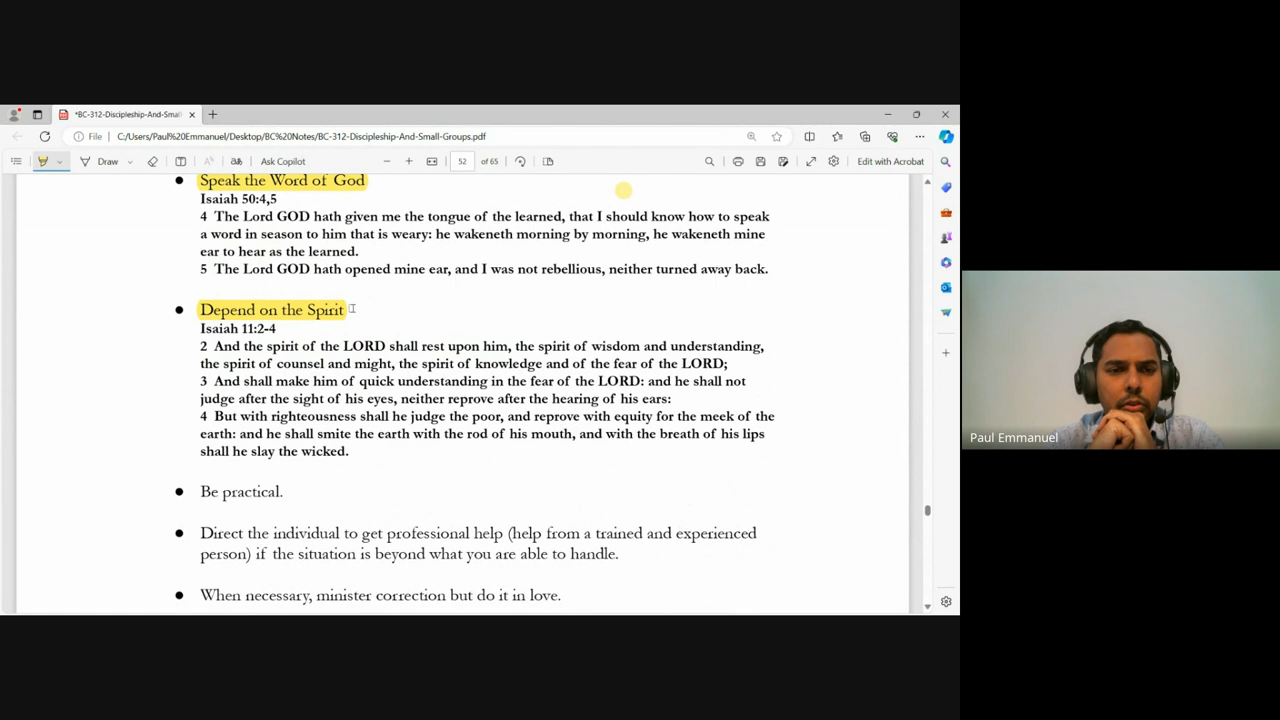 *BC-312-Discipleship-And-Small-
File
C:/Users/Paul%20Emmanuel/Desktop/BC%20Notes/BC-312-Discipleship-And-Small-Groups.pdf
Draw
Ask Copilot
52 of 65
Edit with Acrobat
● Speak the Word of God
Isaiah 50:4,5
4 The Lord GOD hath given me the tongue of the learned, that I should know how to speak
a word in season to him that is weary: he wakeneth morning by morning, he wakeneth mine
ear to hear as the learned.
5 The Lord GOD hath opened mine ear, and I was not rebellious, neither turned away back.
● Depend on the Spirit
Isaiah 11:2-4
2 And the spirit of the LORD shall rest upon him, the spirit of wisdom and understanding,
the spirit of counsel and might, the spirit of knowledge and of the fear of the LORD;
3 And shall make him of quick understanding in the fear of the LORD: and he shall not
judge after the sight of his eyes, neither reprove after the hearing of his ears:
4 But with righteousness shall he judge the poor, and reprove with equity for the meek of the
earth: and he shall smite the earth with the rod of his mouth, and with the breath of his lips
shall he slay the wicked.
● Be practical.
● Direct the individual to get professional help (help from a trained and experienced
person) if the situation is beyond what you are able to handle.
● When necessary, minister correction but do it in love.
Paul Emmanuel